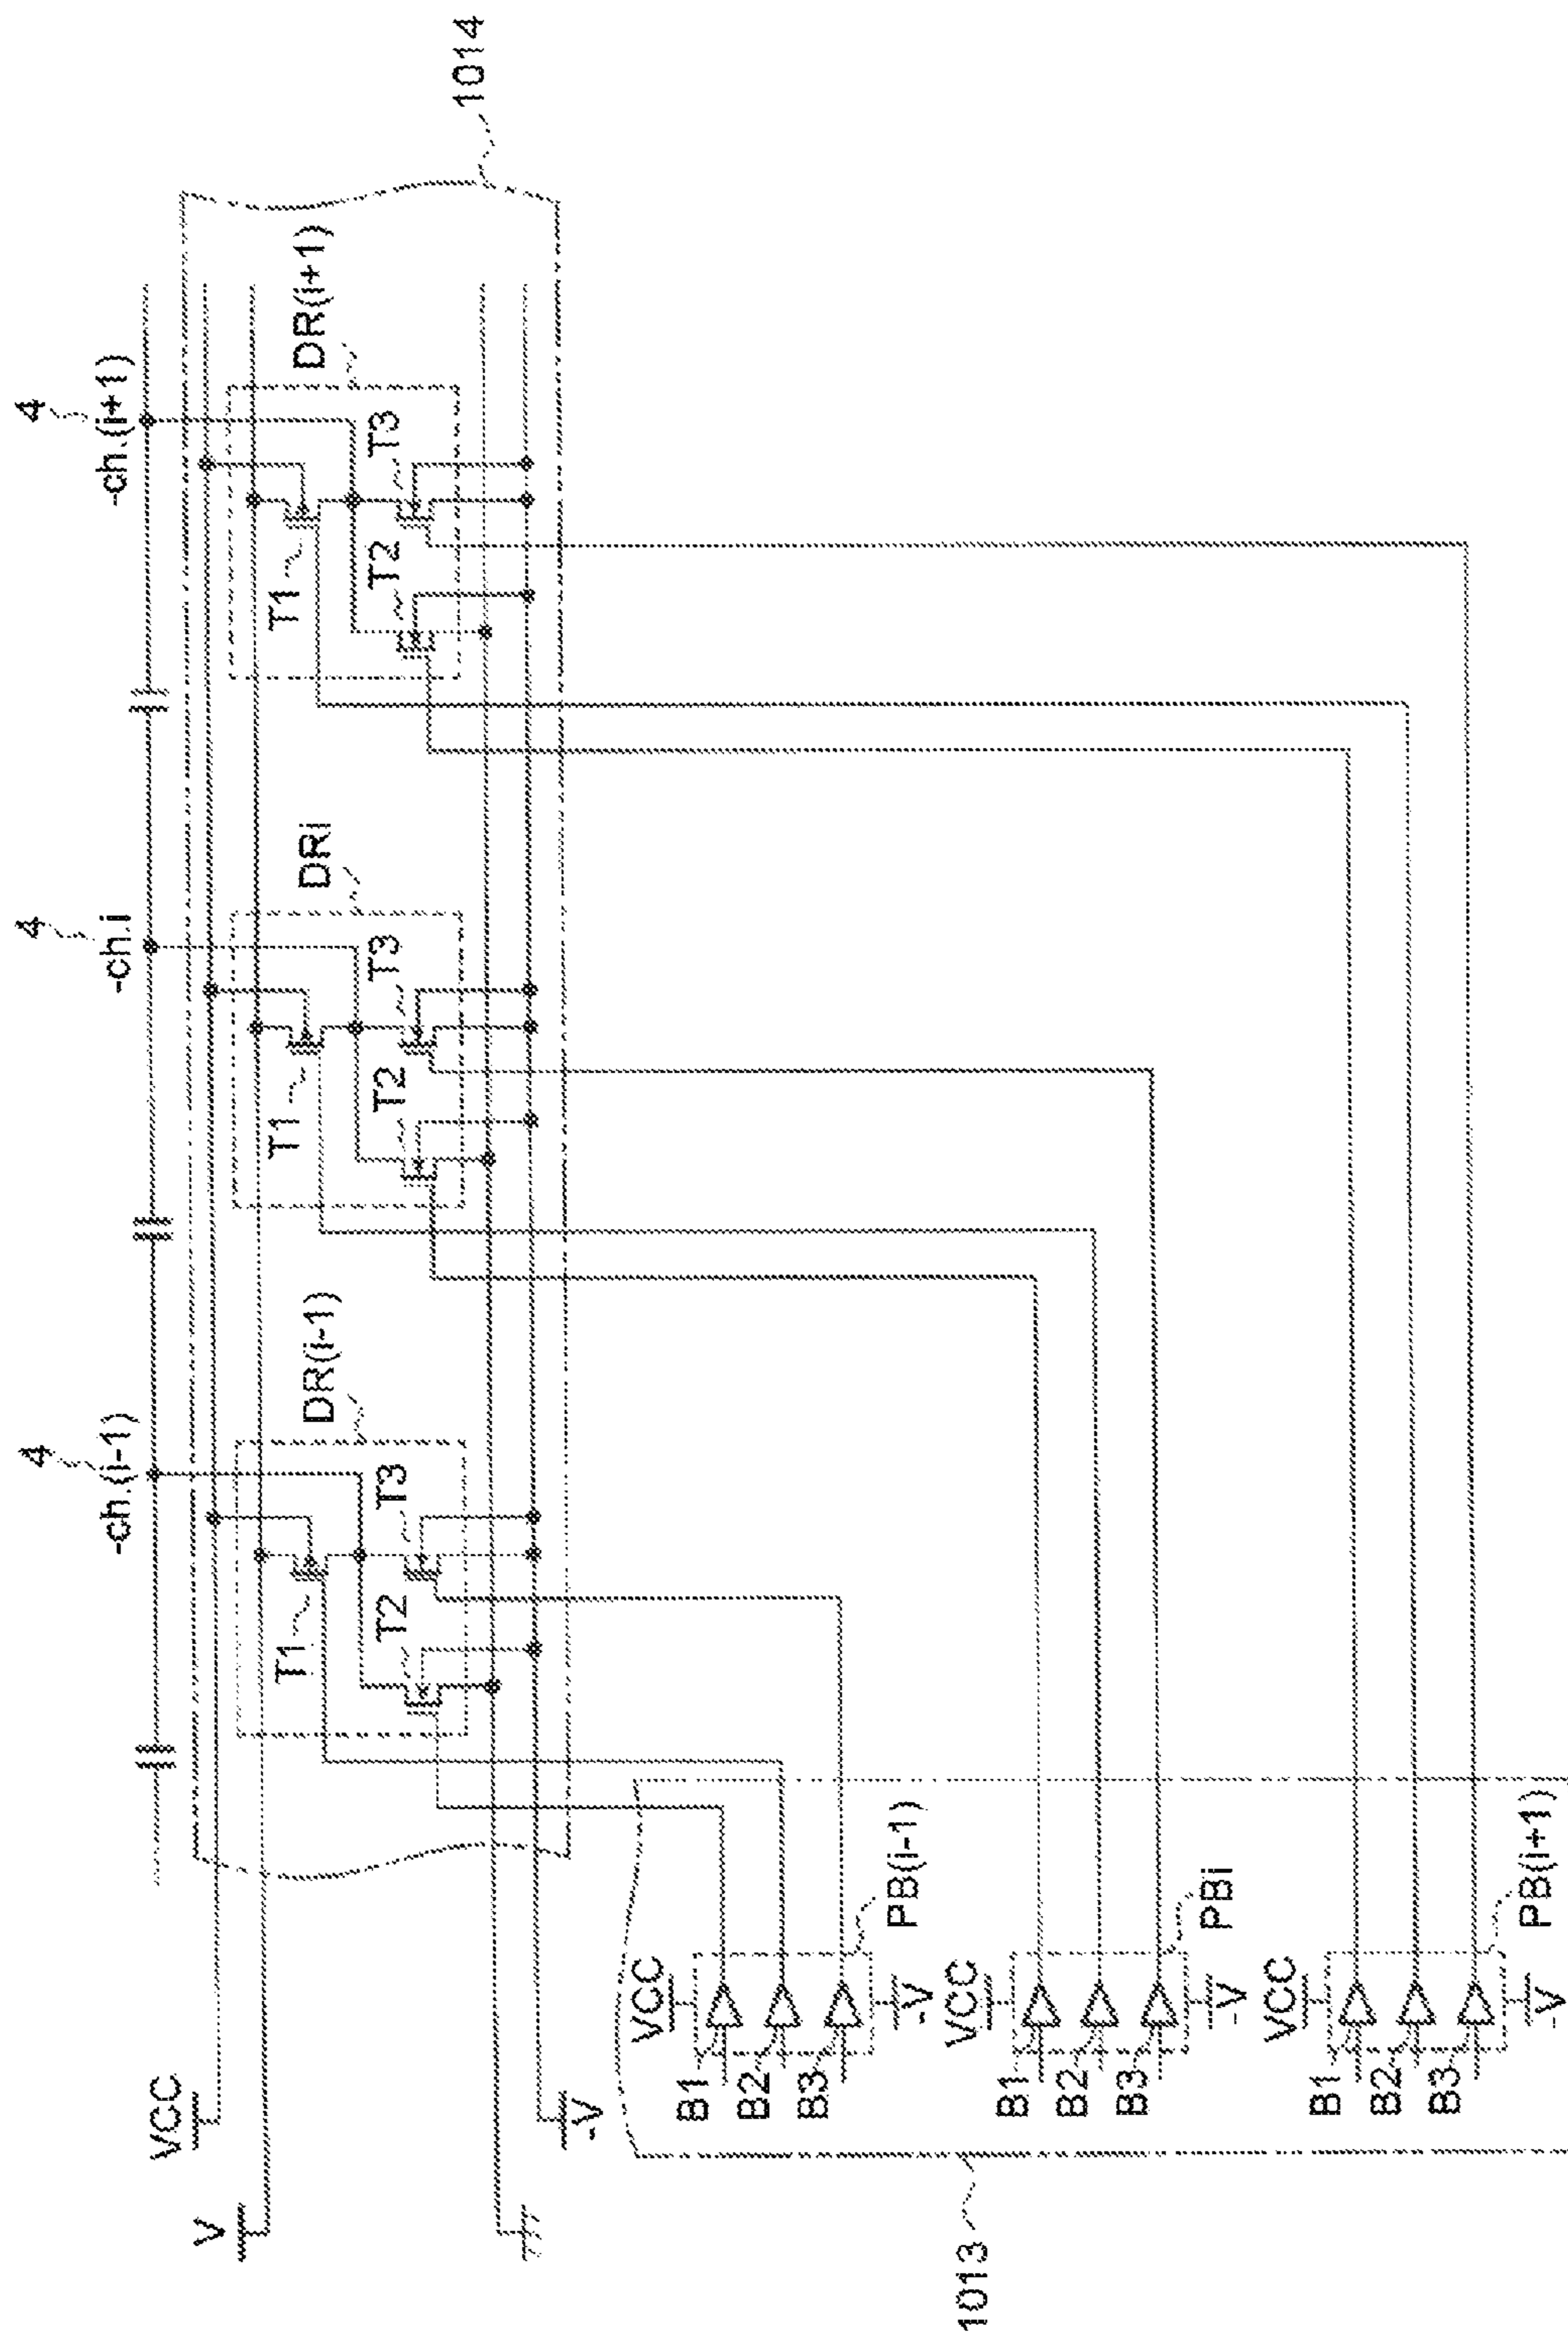 4
-ch.(i-1)
4
-ch.i
4
-ch.(i+1)
1014
VCC
V
DR(i-1)
T1
T2
T3
DRi
T1
T2
T3
DR(i+1)
T1
T2
T3
-V
1013
VCC
B1
B2
B3
-V
PB(i-1)
VCC
B1
B2
B3
-V
PBi
VCC
B1
B2
B3
-V
PB(i+1)